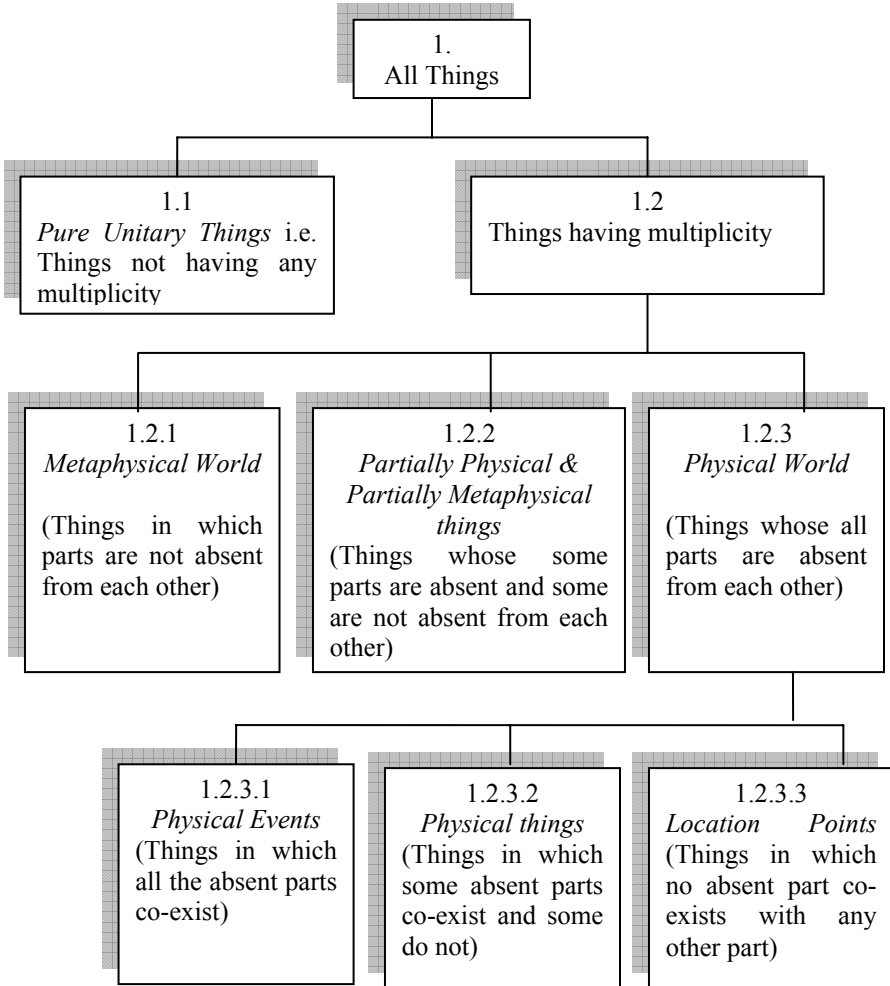 1.
All Things
1.1
Pure Unitary Things i.e.
Things not having any
multiplicity
1.2
Things having multiplicity
1.2.1
Metaphysical World
(Things in which
parts are not absent
from each other)
1.2.2
Partially Physical &
Partially Metaphysical
things
(Things whose some
parts are absent and some
are not absent from each
other)
1.2.3
Physical World
(Things whose all
parts are absent
from each other)
1.2.3.1
Physical Events
(Things in which
all the absent parts
co-exist)
1.2.3.2
Physical things
(Things in which
some absent parts
co-exist and some
do not)
1.2.3.3
Location Points
(Things in which
no absent part co-
exists with any
other part)